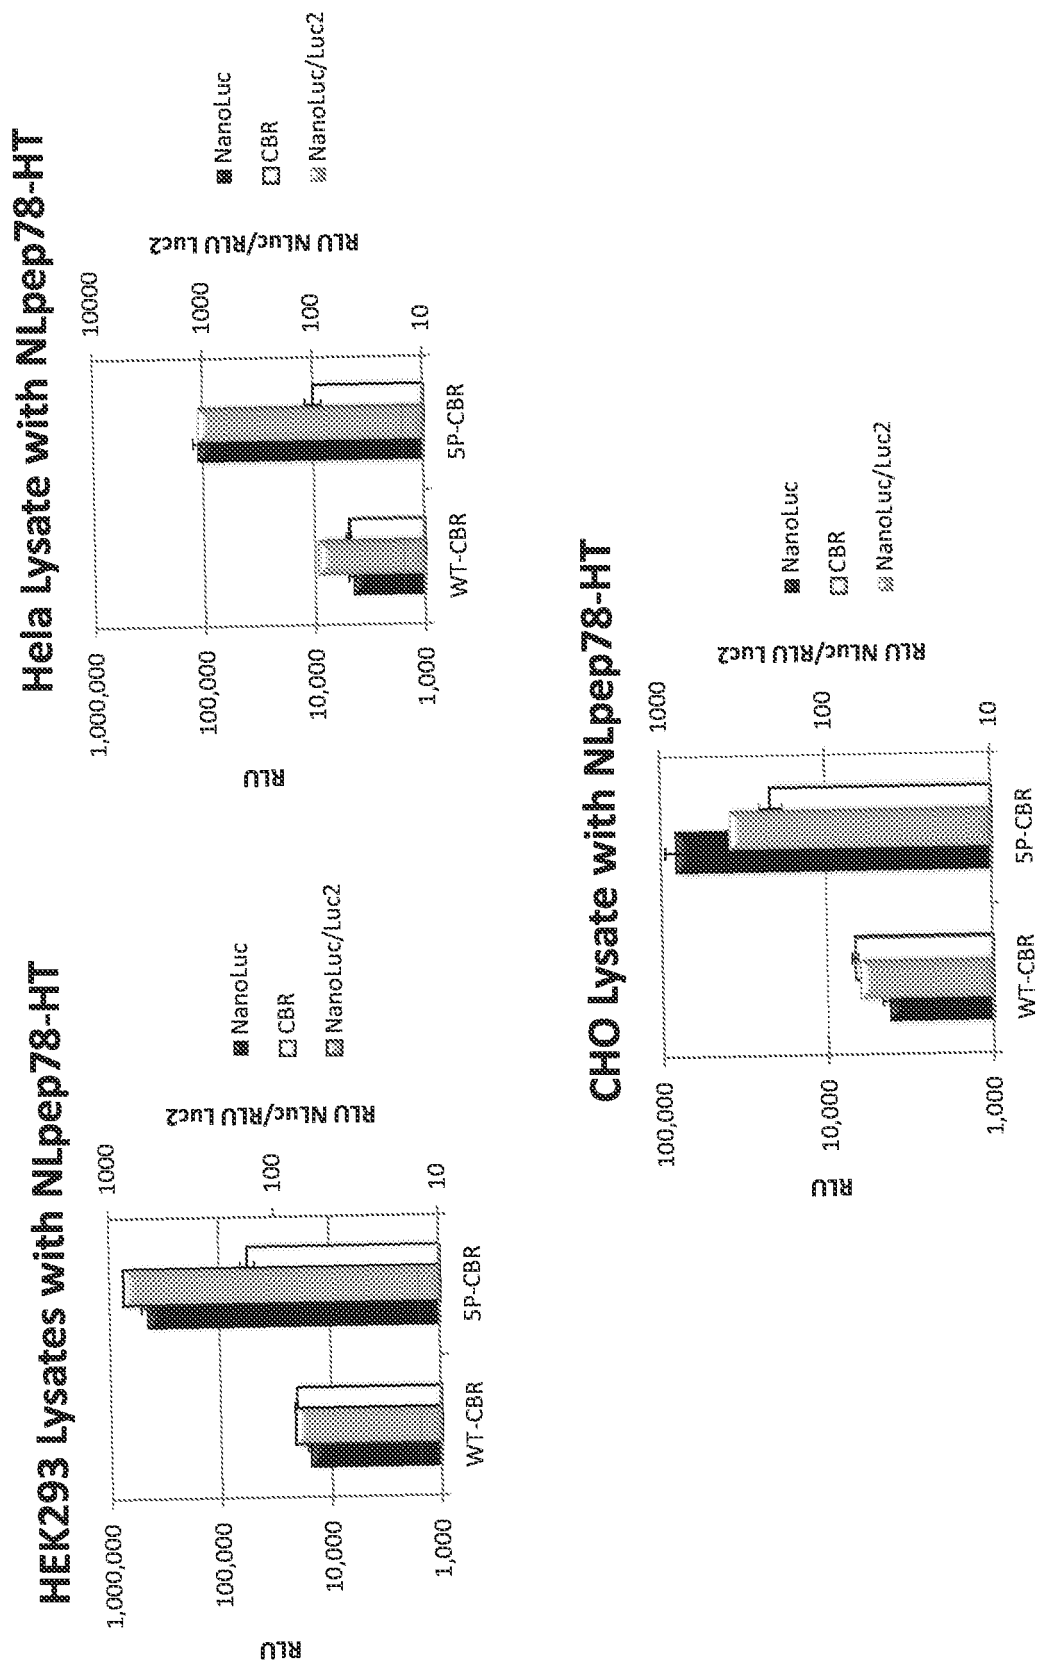 HEK293 Lysates with NLpep78-HT
RLU
1,000,000
100,000
10,000
1,000
1000
100
10
RLU NLuc/RLU Luc2
WT-CBR
5P-CBR
NanoLuc
CBR
NanoLuc/Luc2
Hela Lysate with NLpep78-HT
RLU
1,000,000
100,000
10,000
1,000
10000
1000
100
10
RLU NLuc/RLU Luc2
WT-CBR
5P-CBR
NanoLuc
CBR
NanoLuc/Luc2
CHO Lysate with NLpep78-HT
RLU
100,000
10,000
1,000
1000
100
10
RLU NLuc/RLU Luc2
WT-CBR
5P-CBR
NanoLuc
CBR
NanoLuc/Luc2